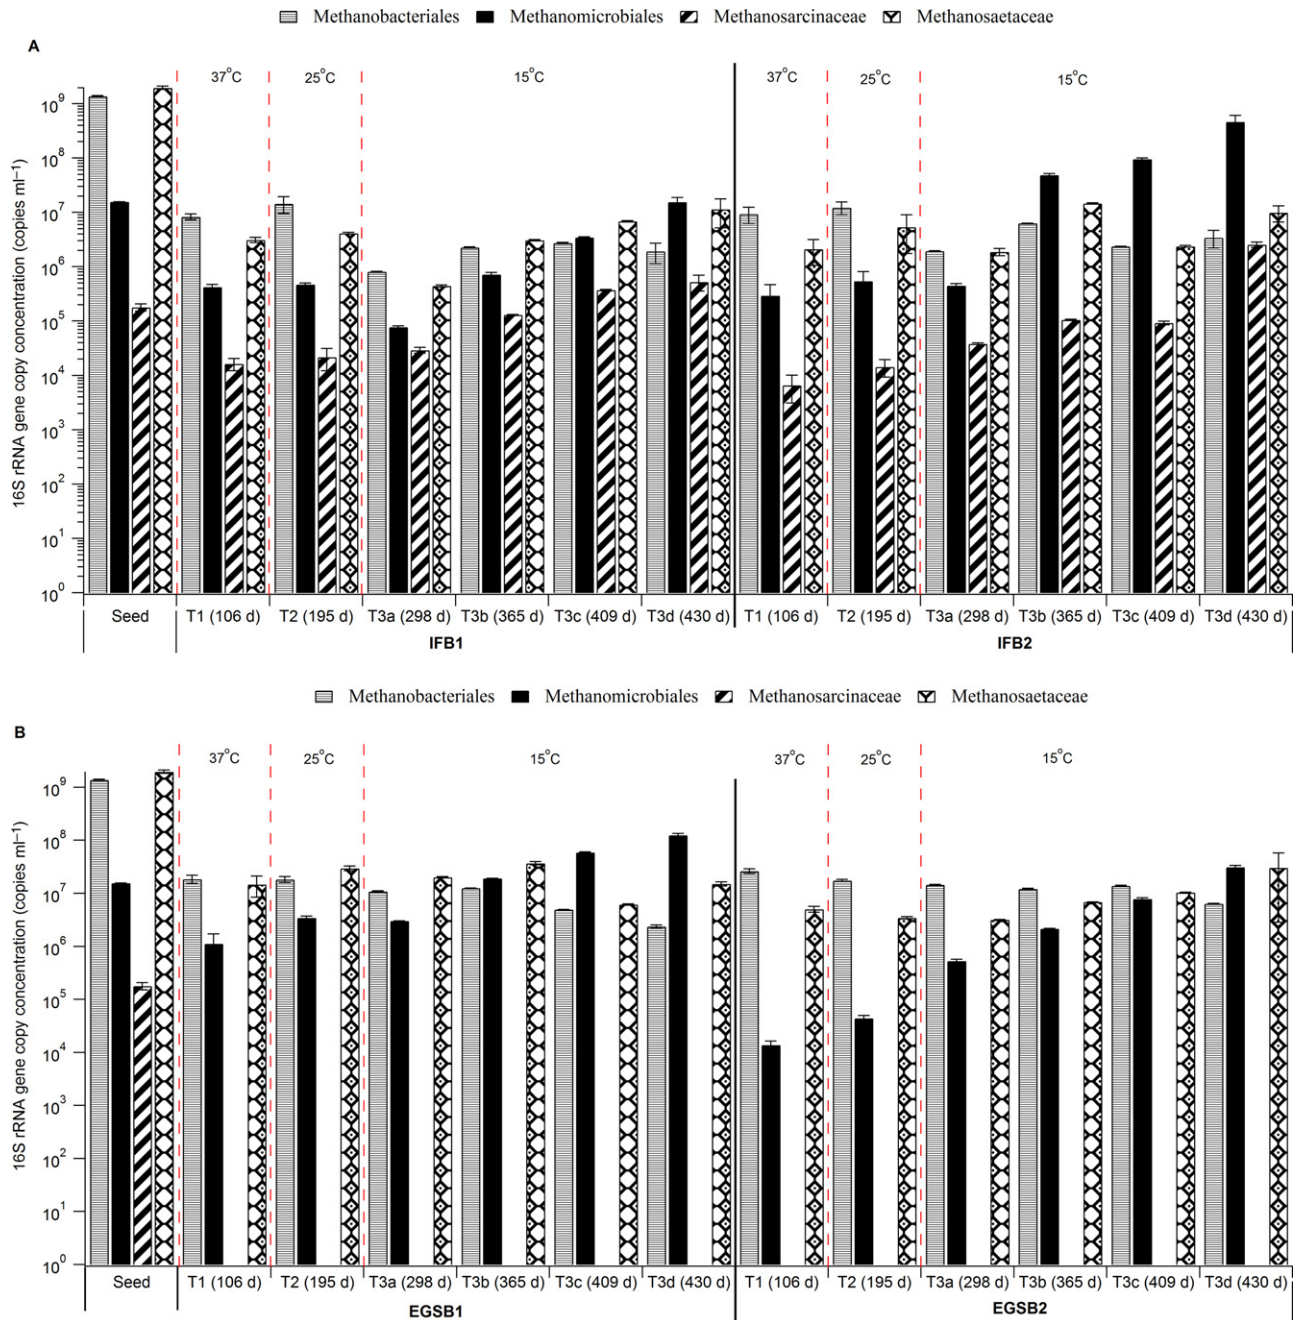 Methanobacteriales Methanomicrobiales Methanosarcinaceae Methanosaetaceae
A
37°C 25°C 15°C 37°C 25°C 15°C
16S rRNA gene copy concentration (copies ml⁻¹)
10⁹
10⁸
10⁷
10⁶
10⁵
10⁴
10³
10²
10¹
10⁰
Seed T1 (106 d) T2 (195 d) T3a (298 d) T3b (365 d) T3c (409 d) T3d (430 d) T1 (106 d) T2 (195 d) T3a (298 d) T3b (365 d) T3c (409 d) T3d (430 d)
IFB1 IFB2
Methanobacteriales Methanomicrobiales Methanosarcinaceae Methanosaetaceae
B
37°C 25°C 15°C 37°C 25°C 15°C
16S rRNA gene copy concentration (copies ml⁻¹)
10⁹
10⁸
10⁷
10⁶
10⁵
10⁴
10³
10²
10¹
10⁰
Seed T1 (106 d) T2 (195 d) T3a (298 d) T3b (365 d) T3c (409 d) T3d (430 d) T1 (106 d) T2 (195 d) T3a (298 d) T3b (365 d) T3c (409 d) T3d (430 d)
EGSB1 EGSB2